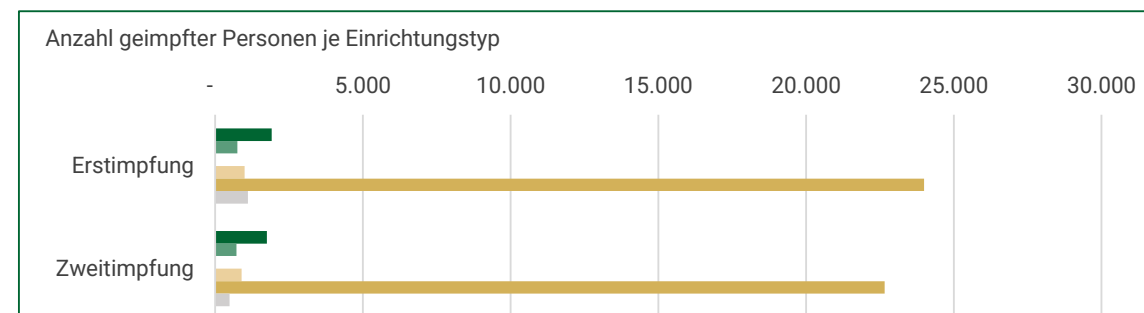 Anzahl geimpfter Personen je Einrichtungstyp
- 5.000 10.000 15.000 20.000 25.000 30.000
Erstimpfung
Zweitimpfung